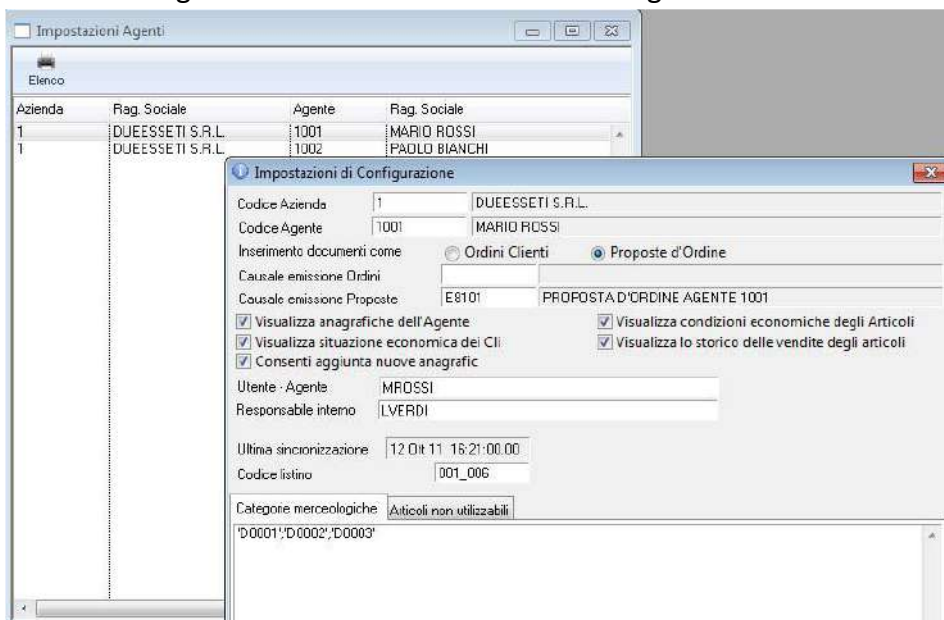 Impostazioni Agenti
Elenco
Azienda Rag. Sociale Agente Rag. Sociale
1 DUEESSETI S.R.L. 1001 MARIO ROSSI
1 DUEESSETI S.R.L. 1002 PAOLO BIANCHI
Impostazioni di Configurazione
Codice Azienda 1 DUEESSETI S.R.L.
Codice Agente 1001 MARIO ROSSI
Inserimento documenti come Ordini Clienti Proposte d'Ordine
Causale emissione Ordini
Causale emissione Proposte E8101 PROPOSTA D'ORDINE AGENTE 1001
Visualizza anagrafiche dell'Agente Visualizza condizioni economiche degli Articoli
Visualizza situazione economica dei Cli Visualizza lo storico delle vendite degli articoli
Consenti aggiunta nuove anagrafic
Utente - Agente MROSSI
Responsabile interno LVERDI
Ultima sincronizzazione 12 Ott 11 16:21:00.00
Codice listino 001_006
Categorie merceologiche Articoli non utilizzabili
'D0001','D0002','D0003'